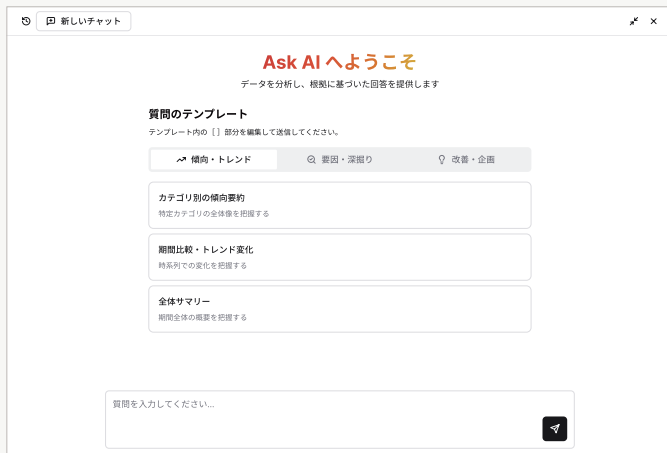 新しいチャット
Ask AI へようこそ
データを分析し、根拠に基づいた回答を提供します
質問のテンプレート
テンプレート内の［ ］部分を編集して送信してください。
傾向・トレンド
要因・深掘り
改善・企画
カテゴリ別の傾向要約
特定カテゴリの全体像を把握する
期間比較・トレンド変化
時系列での変化を把握する
全体サマリー
期間全体の概要を把握する
質問を入力してください...